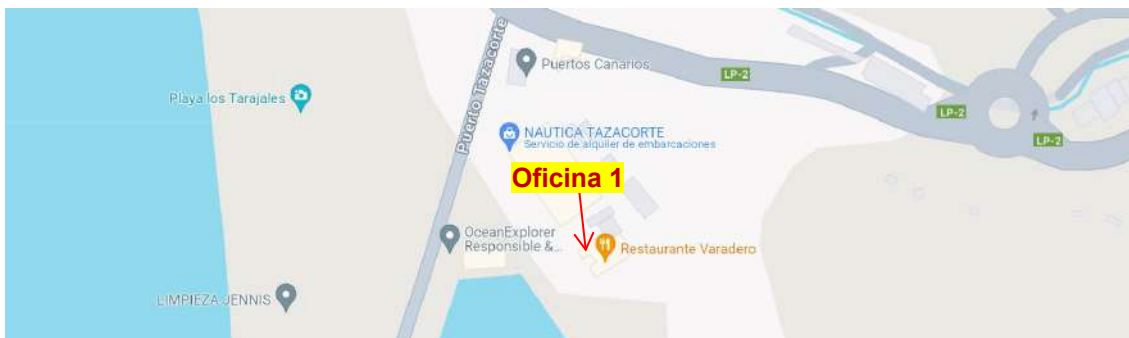 Puertos Canarios
LP-2
Playa los Tarajales
Puerto Tazacorte
LP-2
NAUTICA TAZACORTE
Servicio de alquiler de embarcaciones
LP-2
Oficina 1
OceanExplorer
Responsible &...
Restaurante Varadero
LIMPIEZA JENNIS